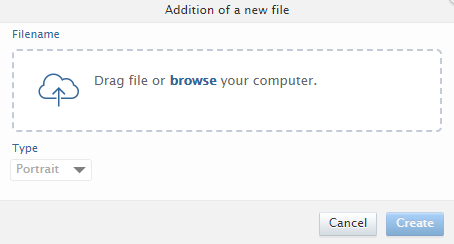 Addition of a new file
Filename
Drag file or browse your computer.
Type
Portrait
Cancel
Create